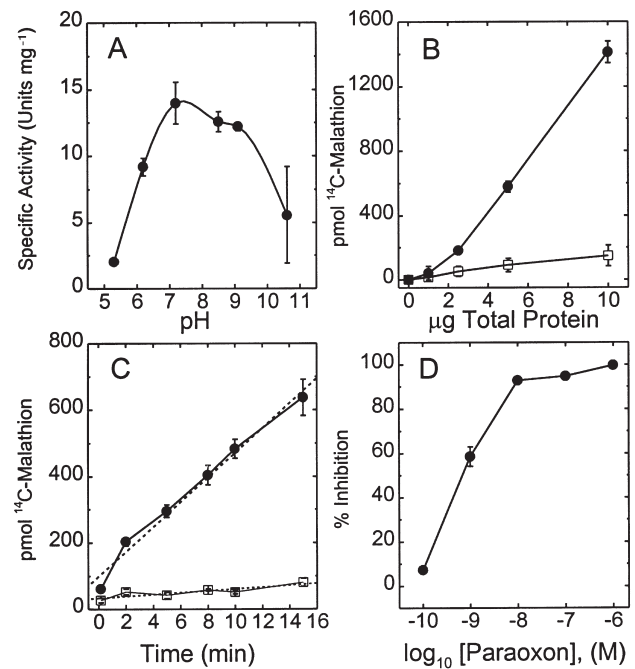 A
Specific Activity (Units mg⁻¹)
20
15
10
5
0
5 6 7 8 9 10 11
pH
B
pmol ¹⁴C-Malathion
1600
1200
800
400
0
0 2 4 6 8 10
µg Total Protein
C
pmol ¹⁴C-Malathion
800
600
400
200
0
0 2 4 6 8 10 12 14 16
Time (min)
D
% Inhibition
100
80
60
40
20
0
-10 -9 -8 -7 -6
log₁₀ [Paraoxon], (M)